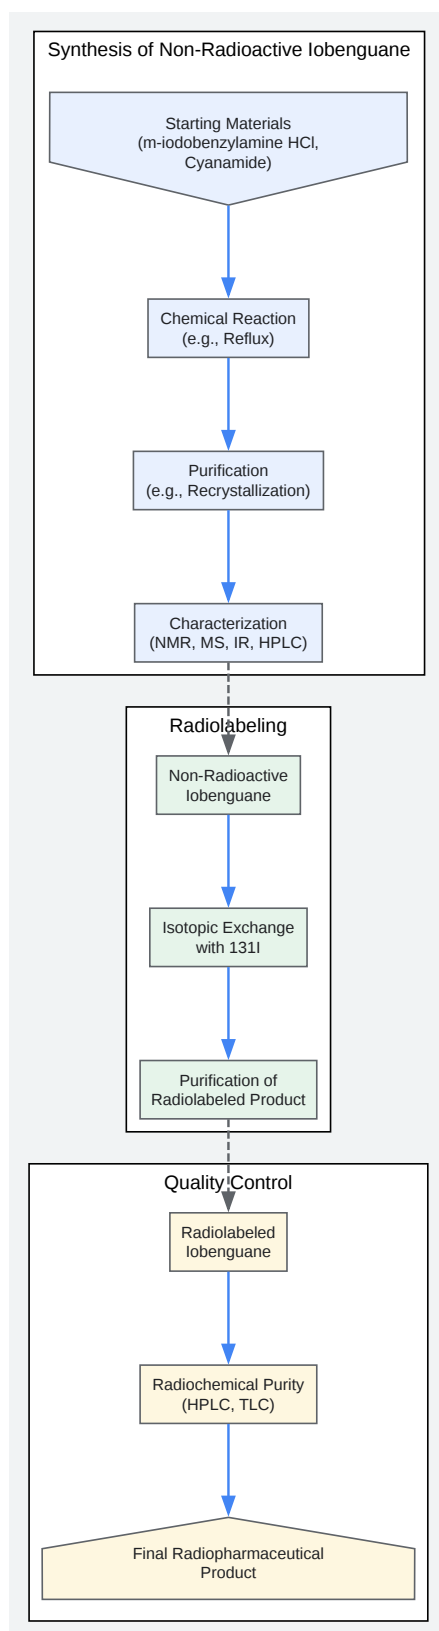 Synthesis of Non-Radioactive Iobenguane
Starting Materials
(m-iodobenzylamine HCl,
Cyanamide)
Chemical Reaction
(e.g., Reflux)
Purification
(e.g., Recrystallization)
Characterization
(NMR, MS, IR, HPLC)
Radiolabeling
Non-Radioactive
Iobenguane
Isotopic Exchange
with 131I
Purification of
Radiolabeled Product
Quality Control
Radiolabeled
Iobenguane
Radiochemical Purity
(HPLC, TLC)
Final Radiopharmaceutical
Product